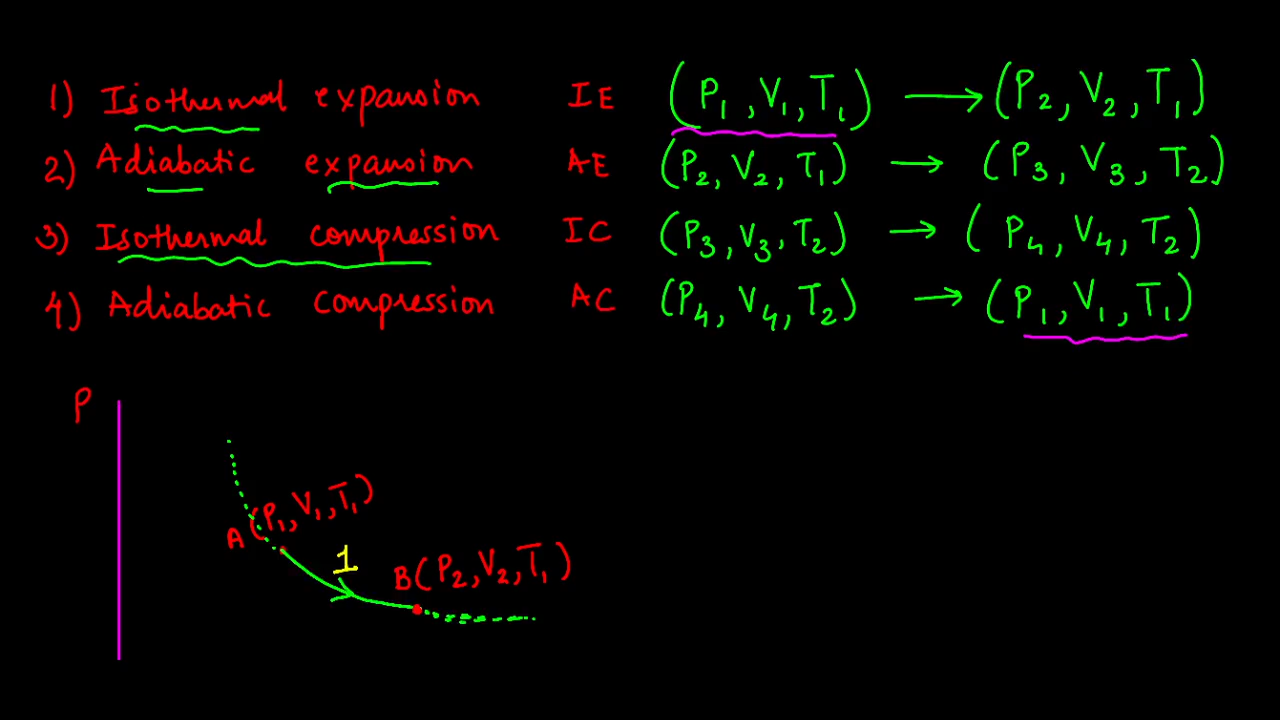 1) Isothermal expansion IE (P₁, V₁, T₁) → (P₂, V₂, T₁)
2) Adiabatic expansion AE (P₂, V₂, T₁) → (P₃, V₃, T₂)
3) Isothermal compression IC (P₃, V₃, T₂) → (P₄, V₄, T₂)
4) Adiabatic compression AC (P₄, V₄, T₂) → (P₁, V₁, T₁)
P
A (P₁, V₁, T₁)
1
B(P₂, V₂, T₁)